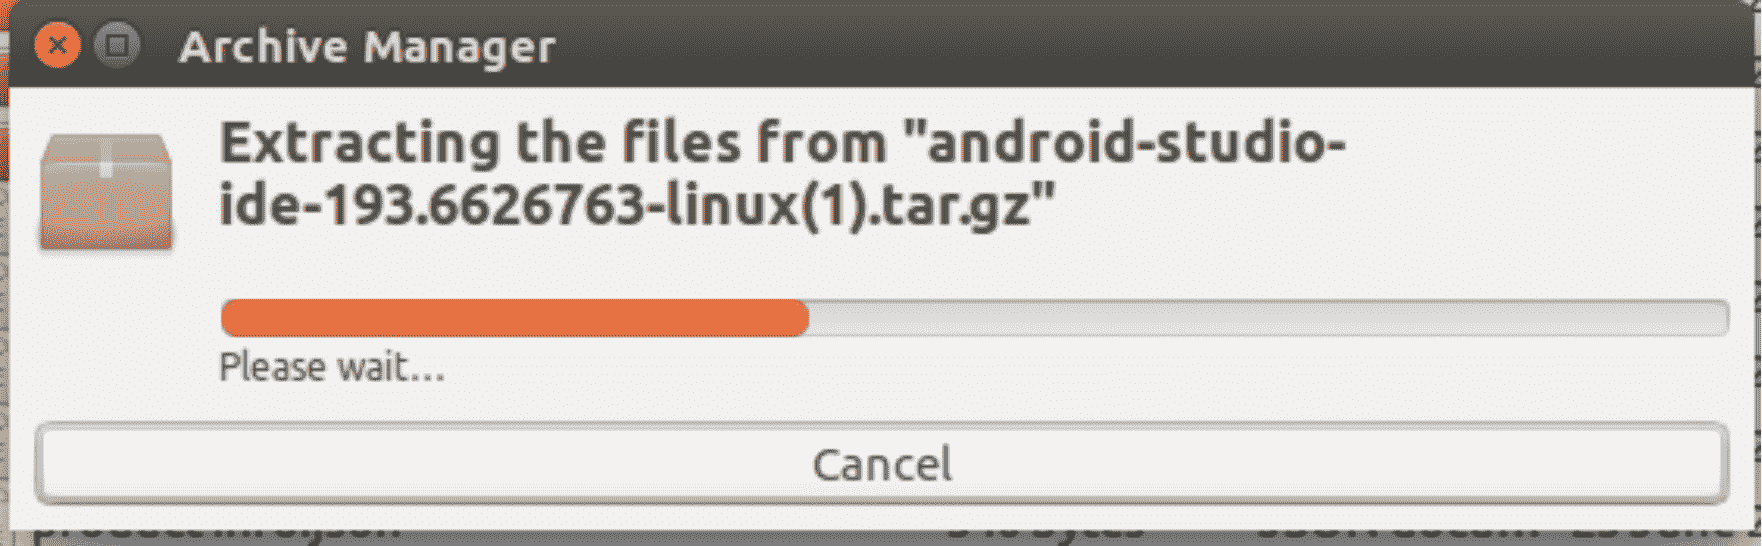 Archive Manager
Extracting the files from "android-studio-
ide-193.6626763-linux(1).tar.gz"
Please wait...
Cancel